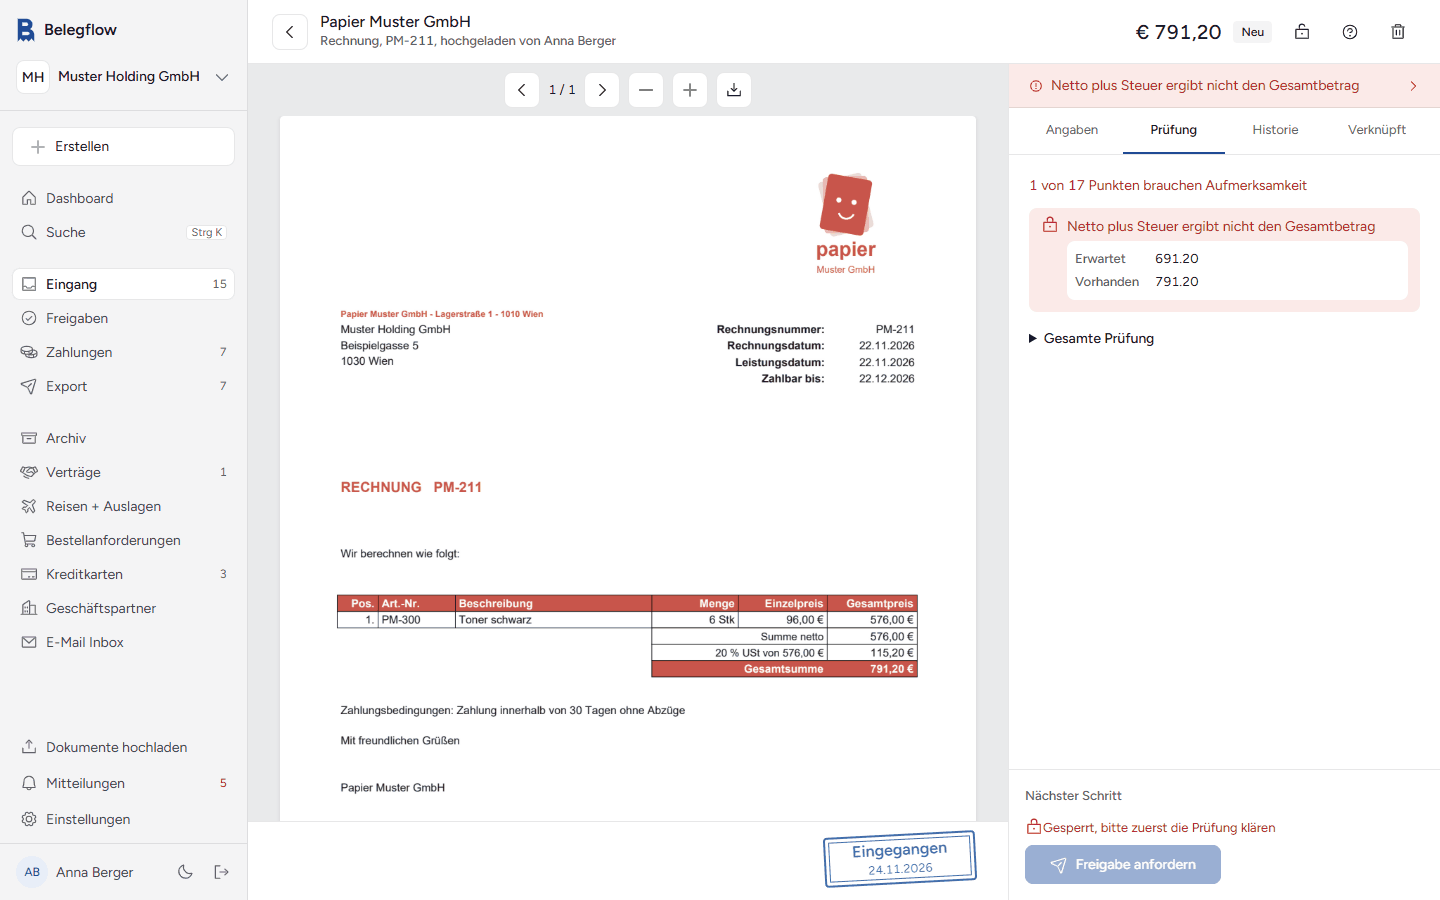 Belegflow
MH Muster Holding GmbH
Erstellen
Dashboard
Suche Strg K
Eingang 15
Freigaben
Zahlungen 7
Export 7
Archiv
Verträge 1
Reisen + Auslagen
Bestellanforderungen
Kreditkarten 3
Geschäftspartner
E-Mail Inbox
Dokumente hochladen
Mitteilungen 5
Einstellungen
AB Anna Berger
Papier Muster GmbH
Rechnung, PM-211, hochgeladen von Anna Berger
€ 791,20 Neu
1 / 1
papier
Muster GmbH
Papier Muster GmbH - Lagerstraße 1 - 1010 Wien
Muster Holding GmbH
Beispielgasse 5
1030 Wien
Rechnungsnummer: PM-211
Rechnungsdatum: 22.11.2026
Leistungsdatum: 22.11.2026
Zahlbar bis: 22.12.2026
RECHNUNG PM-211
Wir berechnen wie folgt:
Pos. Art.-Nr. Beschreibung Menge Einzelpreis Gesamtpreis
1. PM-300 Toner schwarz 6 Stk 96,00 € 576,00 €
Summe netto 576,00 €
20 % USt von 576,00 € 115,20 €
Gesamtsumme 791,20 €
Zahlungsbedingungen: Zahlung innerhalb von 30 Tagen ohne Abzüge
Mit freundlichen Grüßen
Papier Muster GmbH
Eingegangen
24.11.2026
Netto plus Steuer ergibt nicht den Gesamtbetrag
Angaben Prüfung Historie Verknüpft
1 von 17 Punkten brauchen Aufmerksamkeit
Netto plus Steuer ergibt nicht den Gesamtbetrag
Erwartet 691.20
Vorhanden 791.20
Gesamte Prüfung
Nächster Schritt
Gesperrt, bitte zuerst die Prüfung klären
Freigabe anfordern